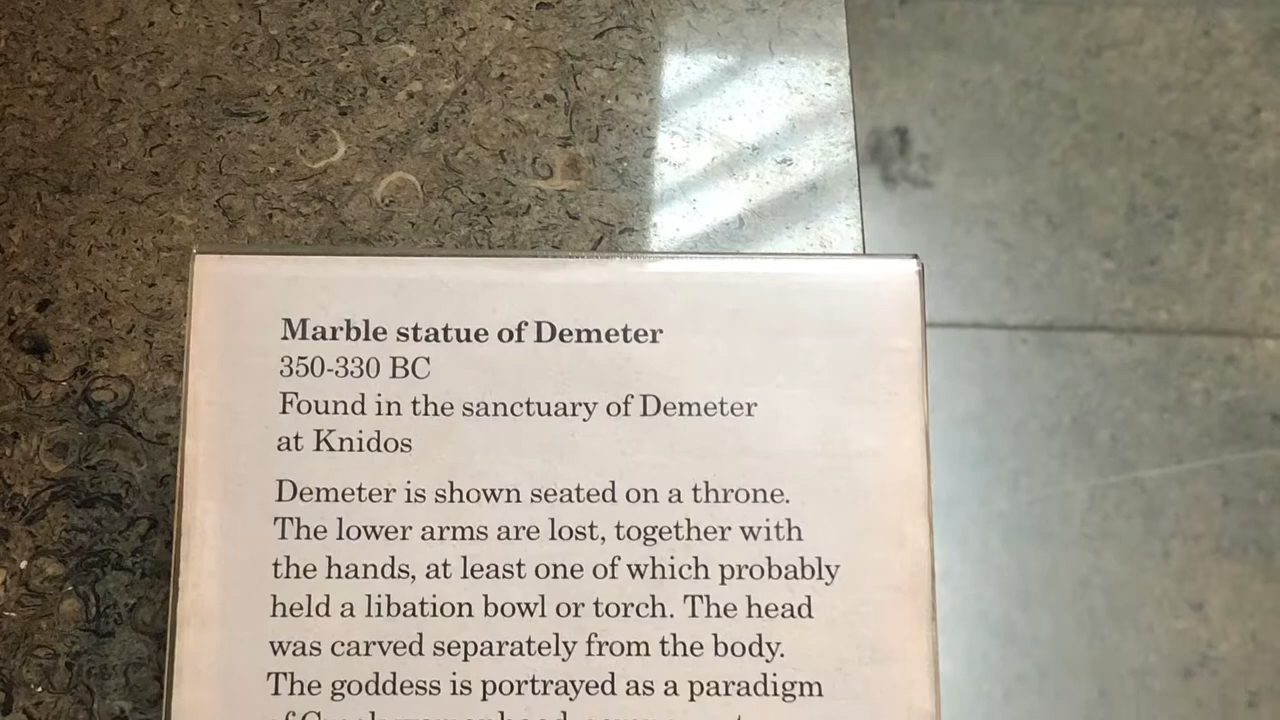 Marble statue of Demeter
350-330 BC
Found in the sanctuary of Demeter
at Knidos
Demeter is shown seated on a throne.
The lower arms are lost, together with
the hands, at least one of which probably
held a libation bowl or torch. The head
was carved separately from the body.
The goddess is portrayed as a paradigm